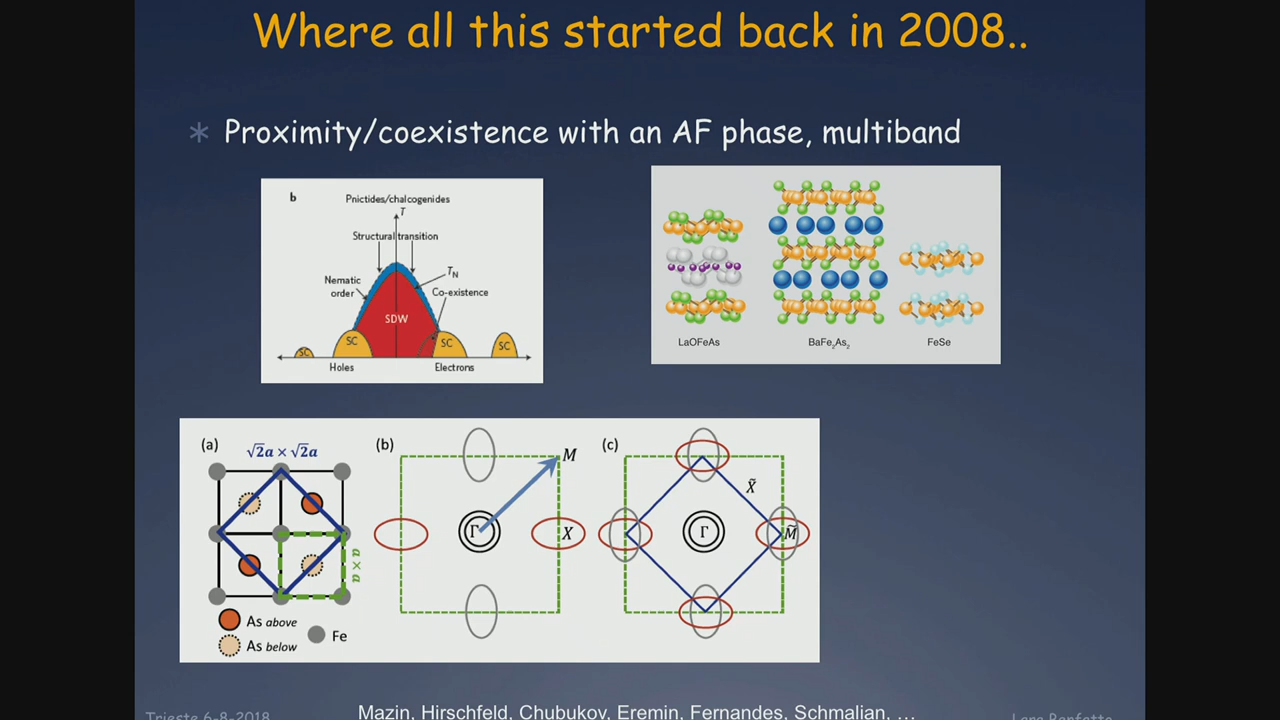 Where all this started back in 2008..
* Proximity/coexistence with an AF phase, multiband
b
Pnictides/chalcogenides
T
Structural transition
Nematic
order
T_N
Co-existence
SDW
SC
SC
SC
SC
Holes
Electrons
LaOFeAs
BaFe₂As₂
FeSe
(a)
√2a × √2a
a × a
As above
As below
Fe
(b)
M
Γ
X
(c)
X̃
Γ
M̃
Mazin, Hirschfeld, Chubukov, Eremin, Fernandes, Schmalian, …
Trieste 6-8-2018
Lara Benfatto